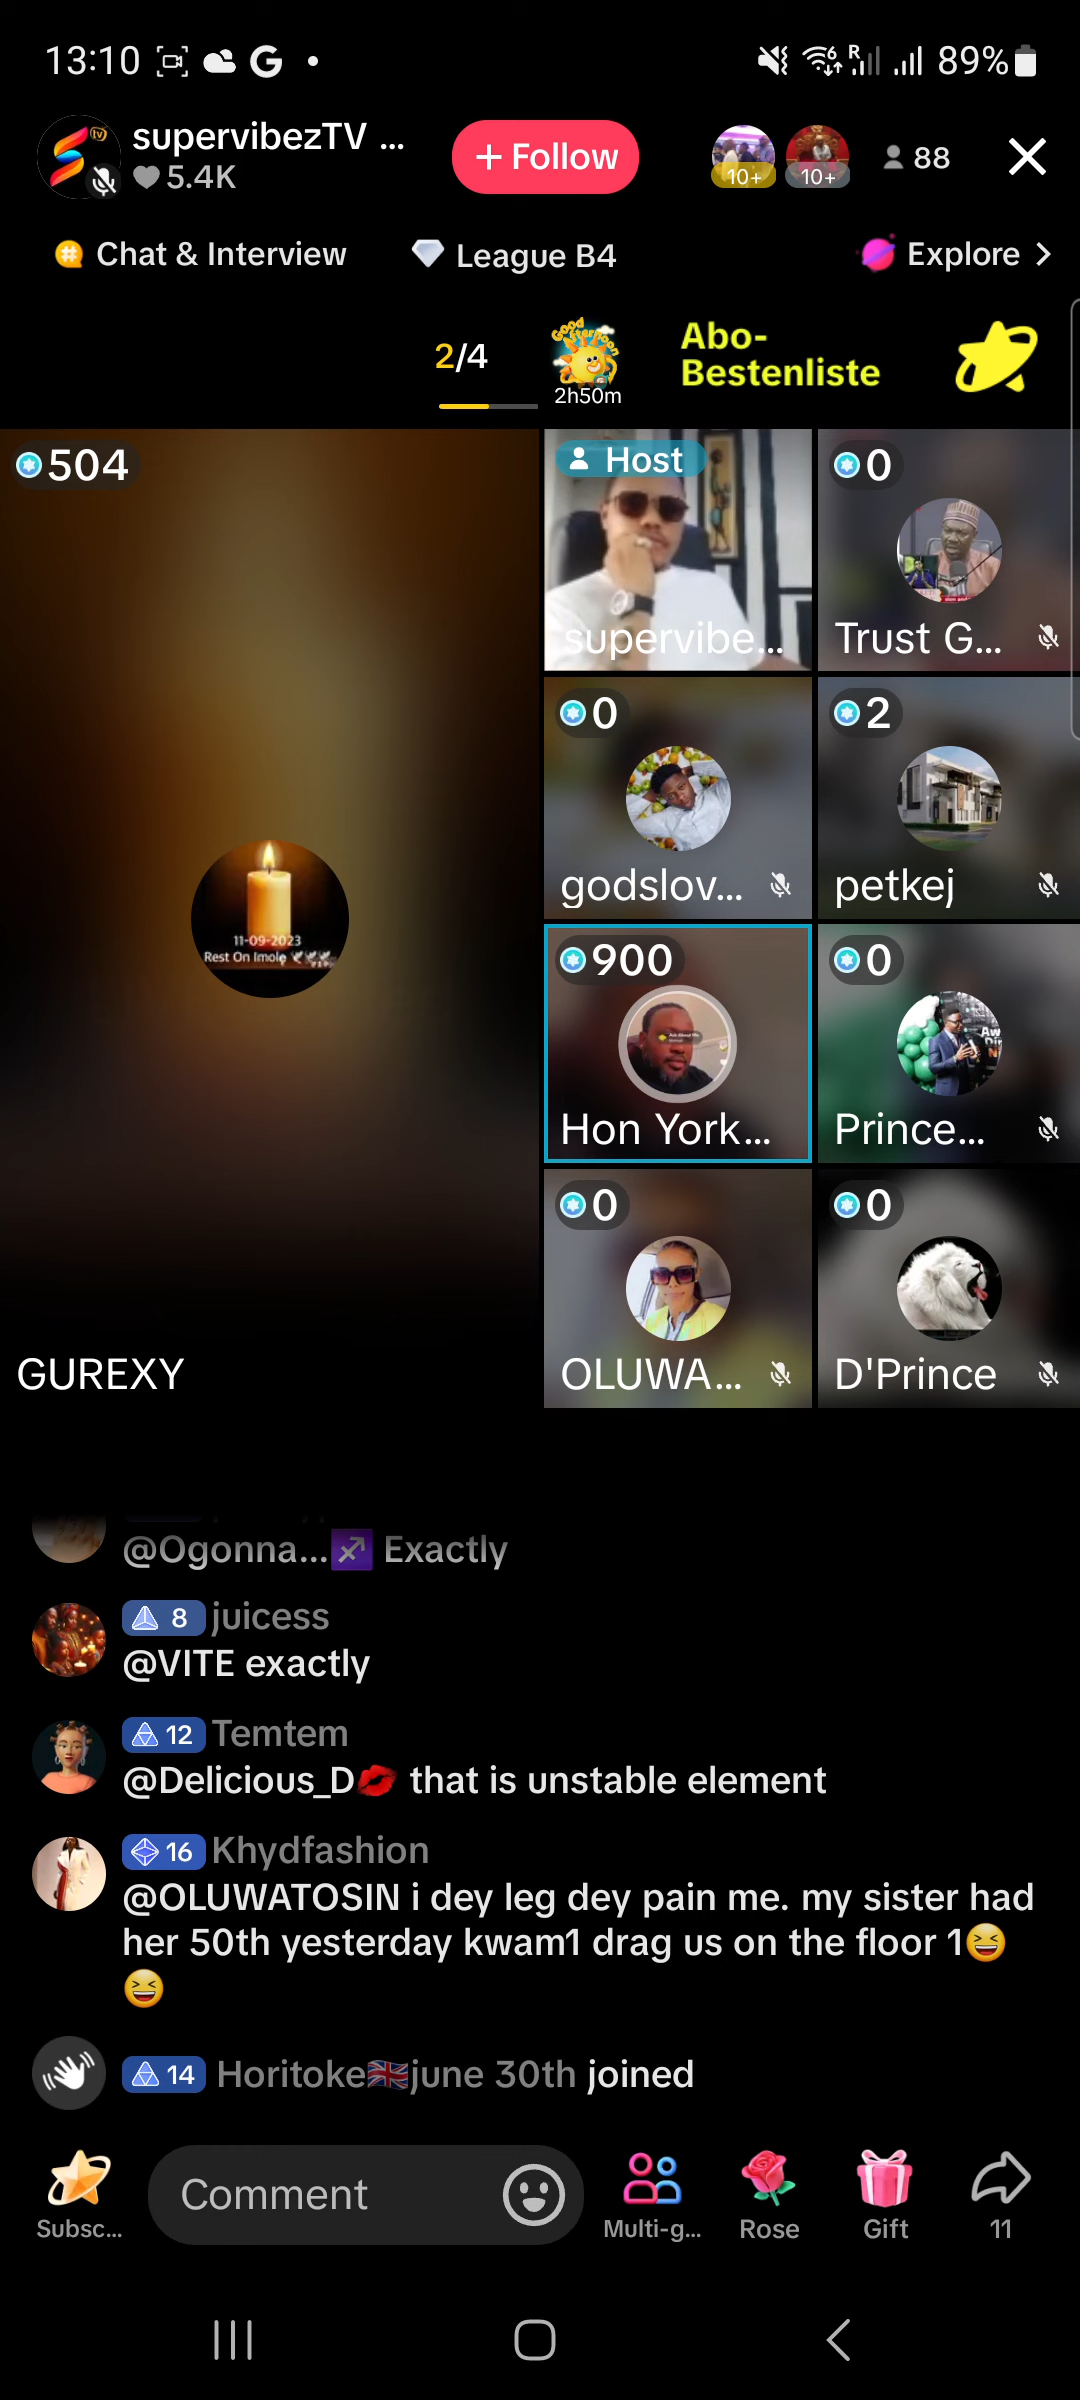 13:10
R
89%
supervibezTV ...
5.4K
+ Follow
10+
10+
88
Chat & Interview
League B4
Explore
2/4
Good Afternoon
2h50m
Abo-
Bestenliste
504
Host
supervibe...
0
Trust G...
0
godslov...
2
petkej
11-09-2023
Rest On Imole
900
Hon York...
0
Prince...
0
OLUWA...
0
D'Prince
GUREXY
@Ogonna...♐ Exactly
8 juicess
@VITE exactly
12 Temtem
@Delicious_D💋 that is unstable element
16 Khydfashion
@OLUWATOSIN i dey leg dey pain me. my sister had
her 50th yesterday kwam1 drag us on the floor 1😆
😆
14 Horitoke🇬🇧june 30th joined
Subsc...
Comment
Multi-g...
Rose
Gift
11